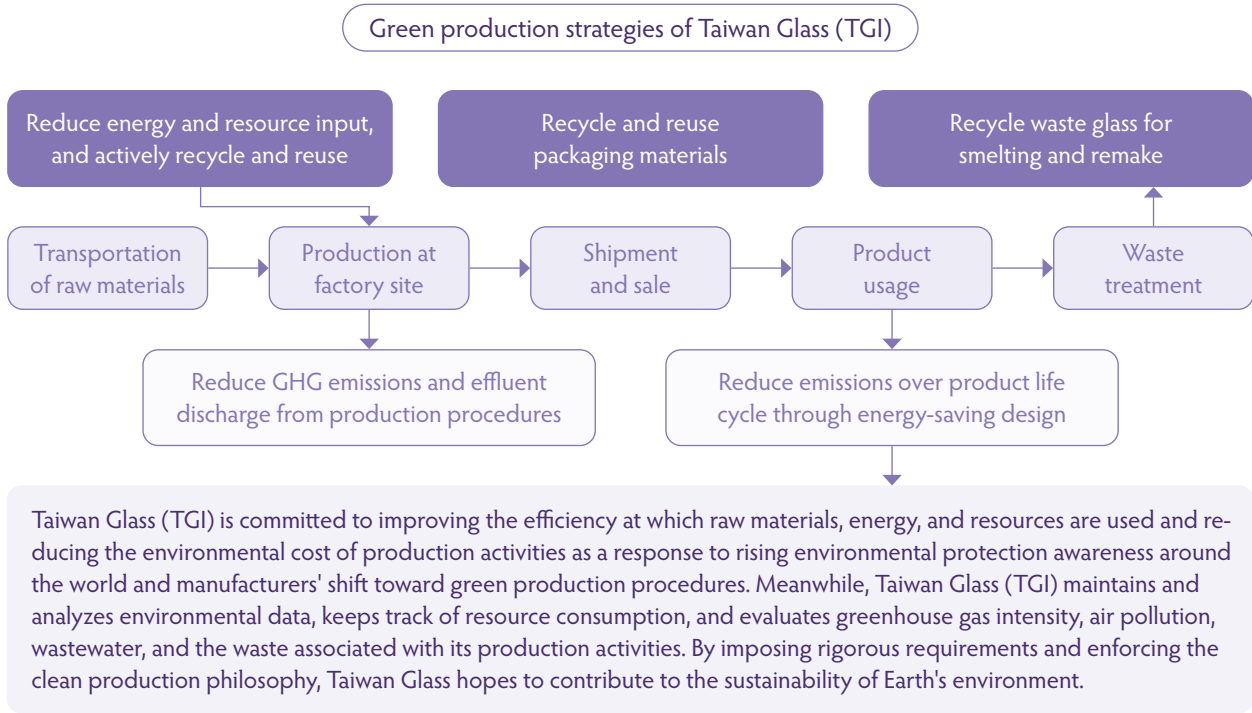 Green production strategies of Taiwan Glass (TGI)
Reduce energy and resource input,
and actively recycle and reuse
Recycle and reuse
packaging materials
Recycle waste glass for
smelting and remake
Transportation
of raw materials
Production at
factory site
Shipment
and sale
Product
usage
Waste
treatment
Reduce GHG emissions and effluent
discharge from production procedures
Reduce emissions over product life
cycle through energy-saving design
Taiwan Glass (TGI) is committed to improving the efficiency at which raw materials, energy, and resources are used and re-
ducing the environmental cost of production activities as a response to rising environmental protection awareness around
the world and manufacturers' shift toward green production procedures. Meanwhile, Taiwan Glass (TGI) maintains and
analyzes environmental data, keeps track of resource consumption, and evaluates greenhouse gas intensity, air pollution,
wastewater, and the waste associated with its production activities. By imposing rigorous requirements and enforcing the
clean production philosophy, Taiwan Glass hopes to contribute to the sustainability of Earth's environment.